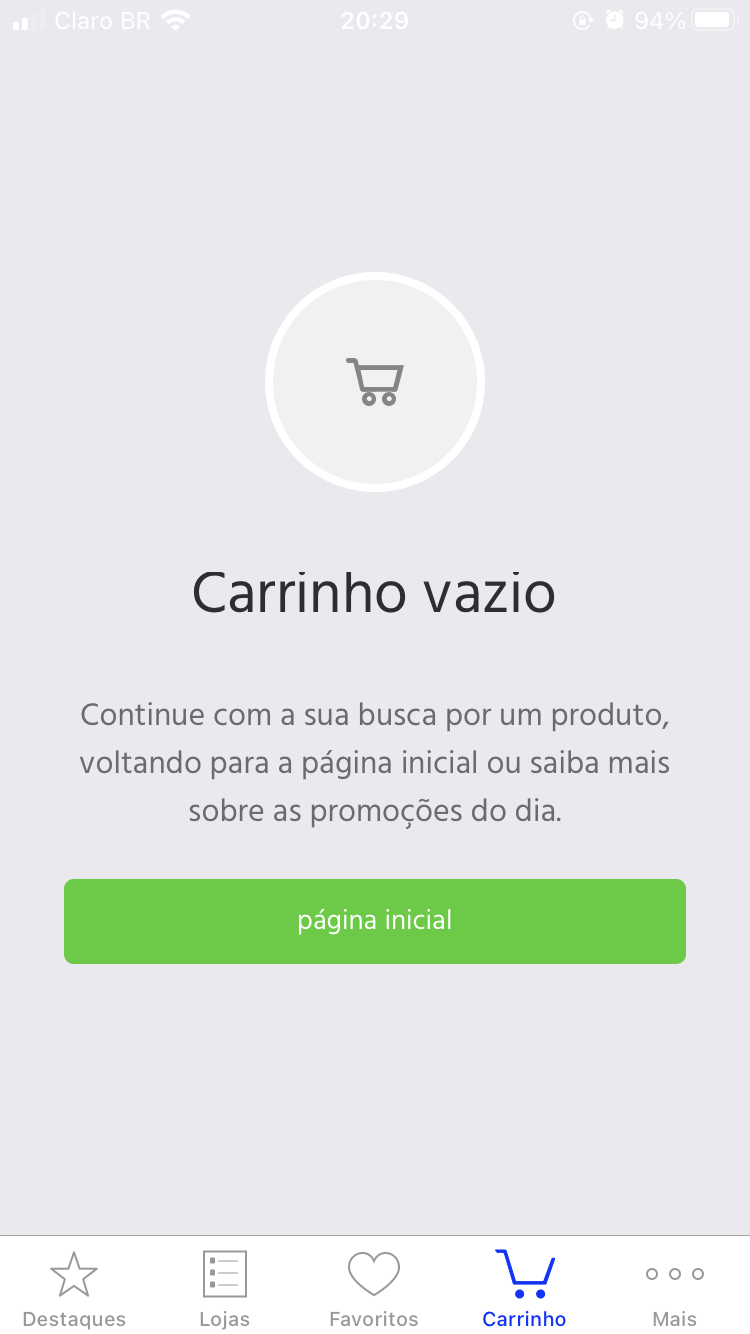 Claro BR 20:29 94%
Carrinho vazio
Continue com a sua busca por um produto,
voltando para a página inicial ou saiba mais
sobre as promoções do dia.
página inicial
Destaques Lojas Favoritos Carrinho Mais